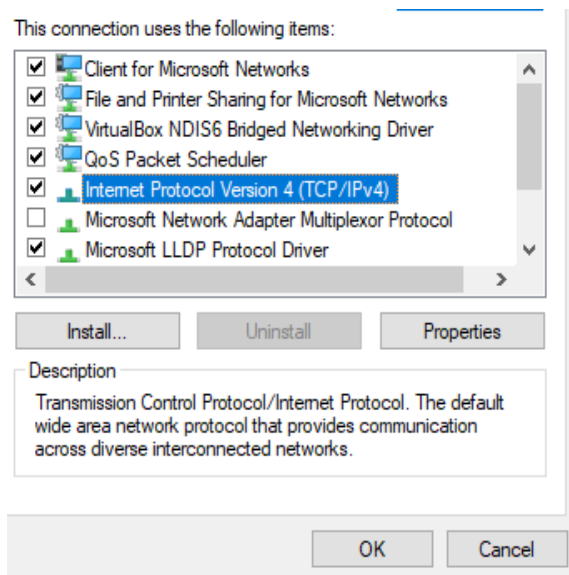 This connection uses the following items:
Client for Microsoft Networks
File and Printer Sharing for Microsoft Networks
VirtualBox NDIS6 Bridged Networking Driver
QoS Packet Scheduler
Internet Protocol Version 4 (TCP/IPv4)
Microsoft Network Adapter Multiplexor Protocol
Microsoft LLDP Protocol Driver
Install... Uninstall Properties
Description
Transmission Control Protocol/Internet Protocol. The default
wide area network protocol that provides communication
across diverse interconnected networks.
OK Cancel